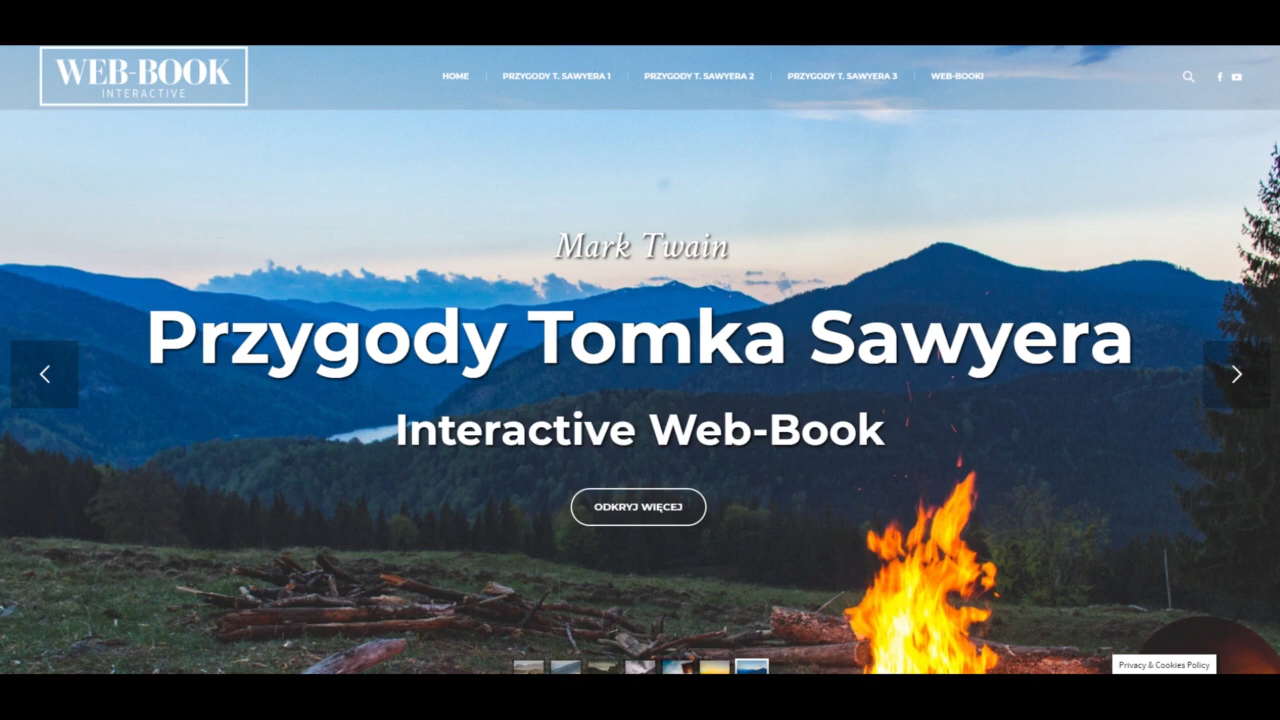 WEB-BOOK
INTERACTIVE
HOME
PRZYGODY T. SAWYERA 1
PRZYGODY T. SAWYERA 2
PRZYGODY T. SAWYERA 3
WEB-BOOKI
Mark Twain
Przygody Tomka Sawyera
Interactive Web-Book
ODKRYJ WIĘCEJ
Privacy & Cookies Policy